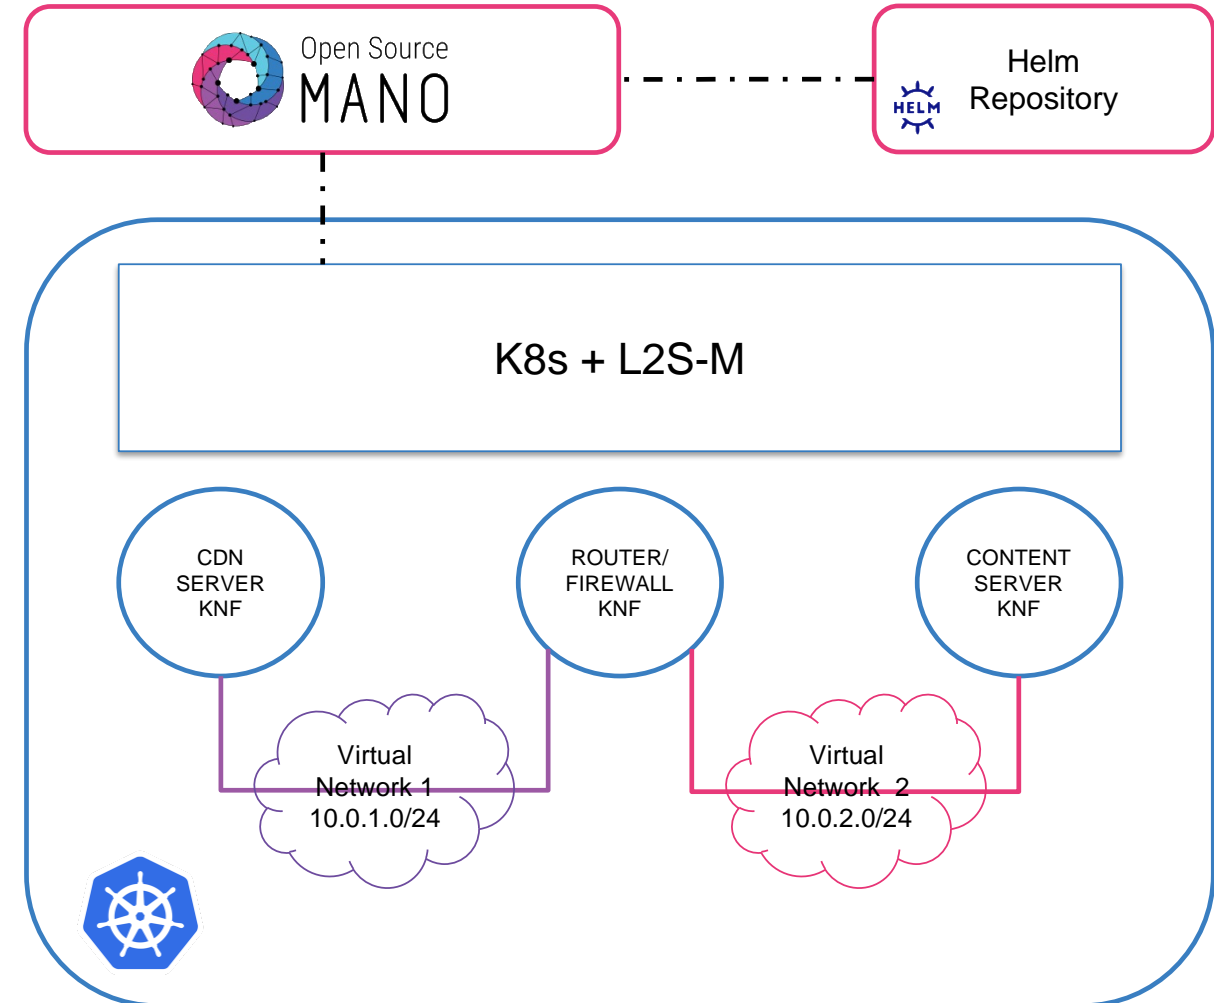 Open Source
MANO
HELM
Helm
Repository
K8s + L2S-M
CDN
SERVER
KNF
ROUTER/
FIREWALL
KNF
CONTENT
SERVER
KNF
Virtual
Network 1
10.0.1.0/24
Virtual
Network 2
10.0.2.0/24